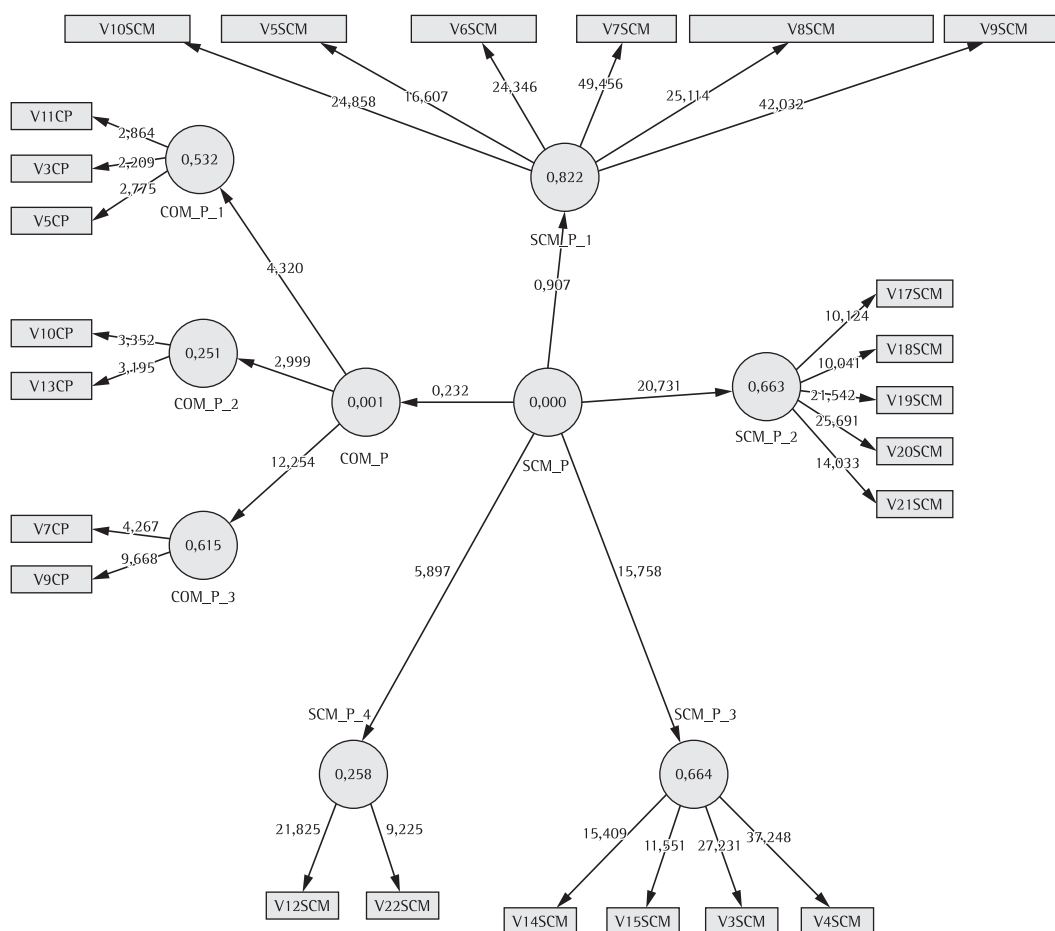 V10SCM
V5SCM
V6SCM
V7SCM
V8SCM
V9SCM
24,858
16,607
24,346
49,456
25,114
42,032
V11CP
V3CP
V5CP
2,864
2,209
2,775
0,532
COM_P_1
0,822
SCM_P_1
4,320
0,907
V10CP
V13CP
3,352
3,195
0,251
COM_P_2
2,999
0,001
COM_P
0,232
0,000
SCM_P
20,731
0,663
SCM_P_2
10,124
10,041
21,542
25,691
14,033
V17SCM
V18SCM
V19SCM
V20SCM
V21SCM
12,254
V7CP
V9CP
4,267
9,668
0,615
COM_P_3
5,897
15,758
SCM_P_4
0,258
21,825
9,225
V12SCM
V22SCM
SCM_P_3
0,664
15,409
11,551
27,231
37,248
V14SCM
V15SCM
V3SCM
V4SCM